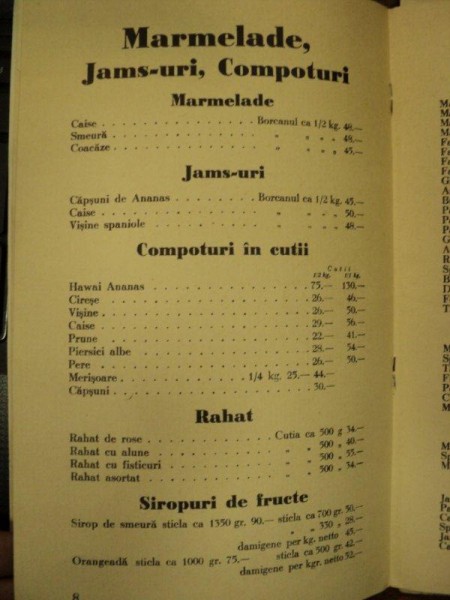 Marmelade,
Jams-uri, Compoturi
Marmelade
Caise . . . . . . . . . . . . . Borcanul ca 1/2 kg. 48.—
Smeură . . . . . . . . . . . . . „ „ „ 48.—
Coacăze . . . . . . . . . . . . „ „ „ 45.—
Jams-uri
Căpșuni de Ananas . . . . . . . Borcanul ca 1/2 kg. 45.—
Caise . . . . . . . . . . . . . „ „ „ 50.—
Vișine spaniole . . . . . . . . . „ „ „ 48.—
Compoturi în cutii
Cutii
1/2 kg. 1/1 kg.
Hawai Ananas . . . . . . . . . . 75.— 130.—
Cireșe . . . . . . . . . . . . . 26.— 46.—
Vișine . . . . . . . . . . . . . 26.— 50.—
Caise . . . . . . . . . . . . . 29.— 56.—
Prune . . . . . . . . . . . . . 22.— 41.—
Piersici albe . . . . . . . . . . 28.— 54.—
Pere . . . . . . . . . . . . . . 26.— 50.—
Merișoare . . . . . . . . 1/4 kg. 25.— 44.—
Căpșuni . . . . . . . . . . . . 30.—
Rahat
Rahat de rose . . . . . . . . . Cutia ca 500 g 34.—
Rahat cu alune . . . . . . . . . „ „ 500 „ 40.—
Rahat cu fisticuri . . . . . . . . „ „ 500 „ 55.—
Rahat asortat . . . . . . . . . . „ „ 500 „ 34.—
Siropuri de fructe
Sirop de smeură sticla ca 1350 gr. 90.— sticla ca 700 gr. 50.—
„ „ 350 „ 28.—
damigene per kg. netto 45.—
Orangeadă sticla ca 1000 gr. 75.— sticla ca 500 gr. 42.—
damigene per kgr. netto 52.—
8